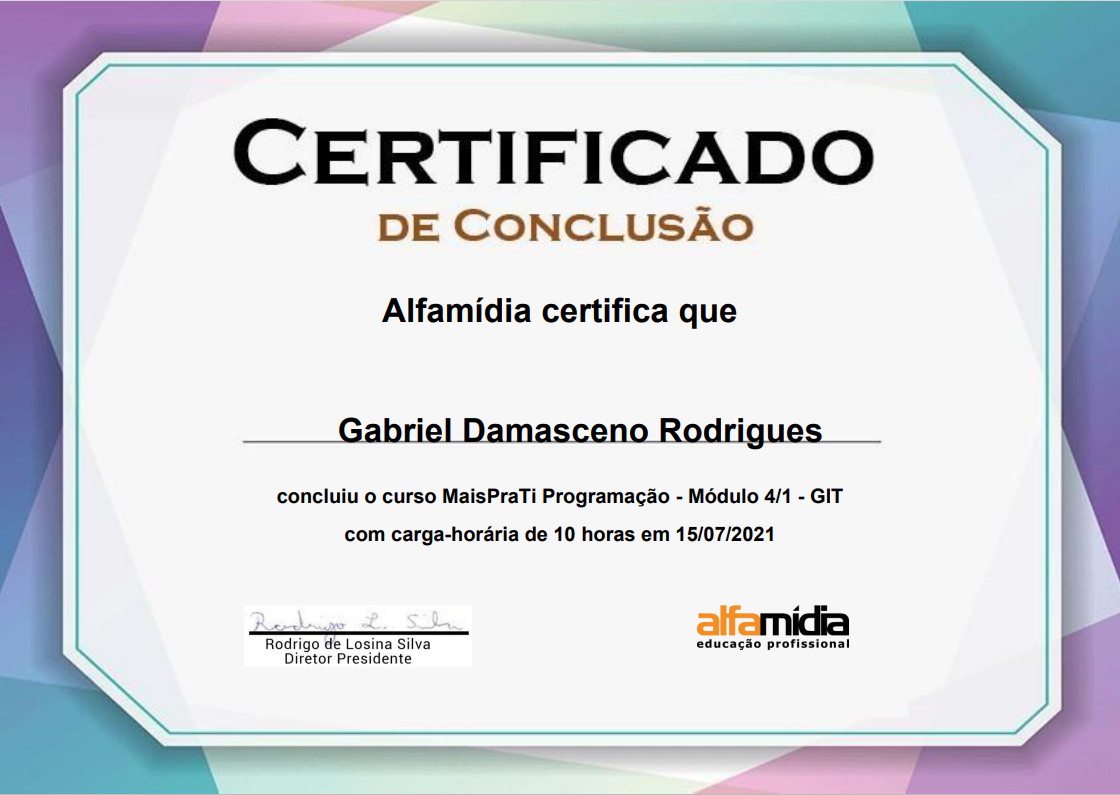 CERTIFICADO
DE CONCLUSÃO
Alfamídia certifica que
Gabriel Damasceno Rodrigues
concluiu o curso MaisPraTi Programação - Módulo 4/1 - GIT
com carga-horária de 10 horas em 15/07/2021
Rodrigo L. Silva
Rodrigo de Losina Silva
Diretor Presidente
alfamídia
educação profissional